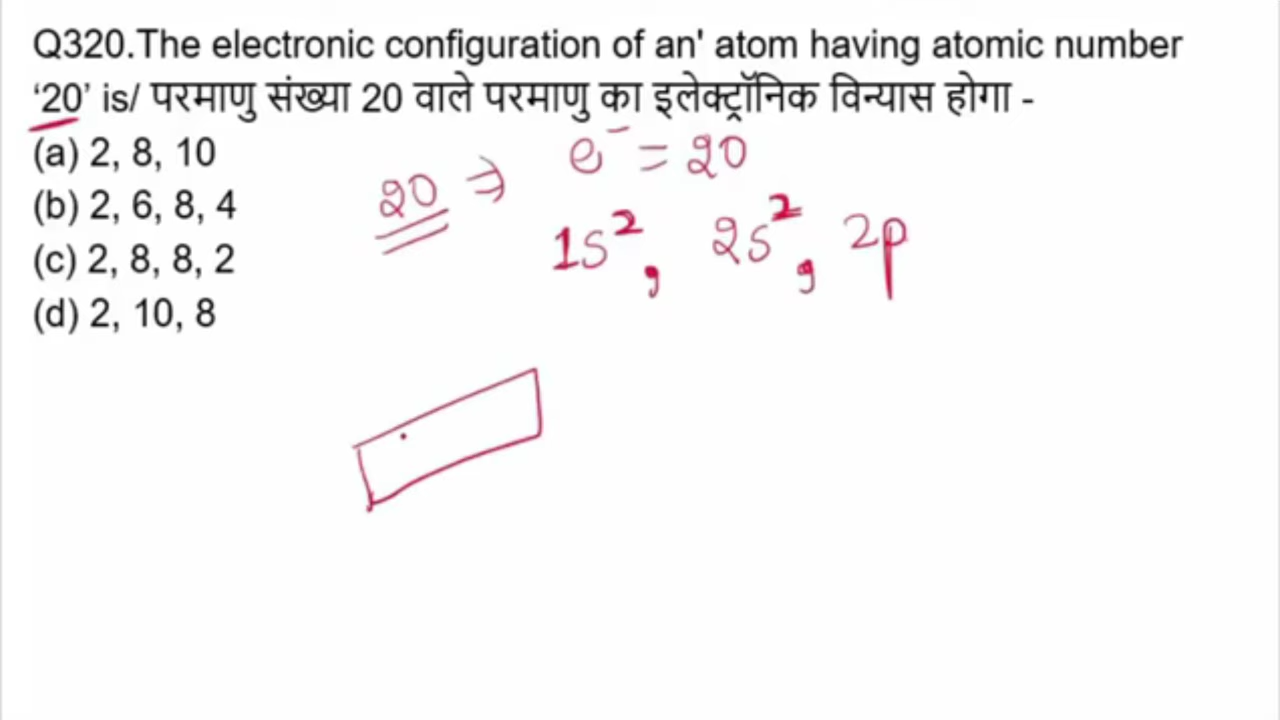 Q320.The electronic configuration of an' atom having atomic number
‘20’ is/ परमाणु संख्या 20 वाले परमाणु का इलेक्ट्रॉनिक विन्यास होगा -
(a) 2, 8, 10
(b) 2, 6, 8, 4
(c) 2, 8, 8, 2
(d) 2, 10, 8
20 ⇒ e⁻ = 20
1s², 2s², 2p